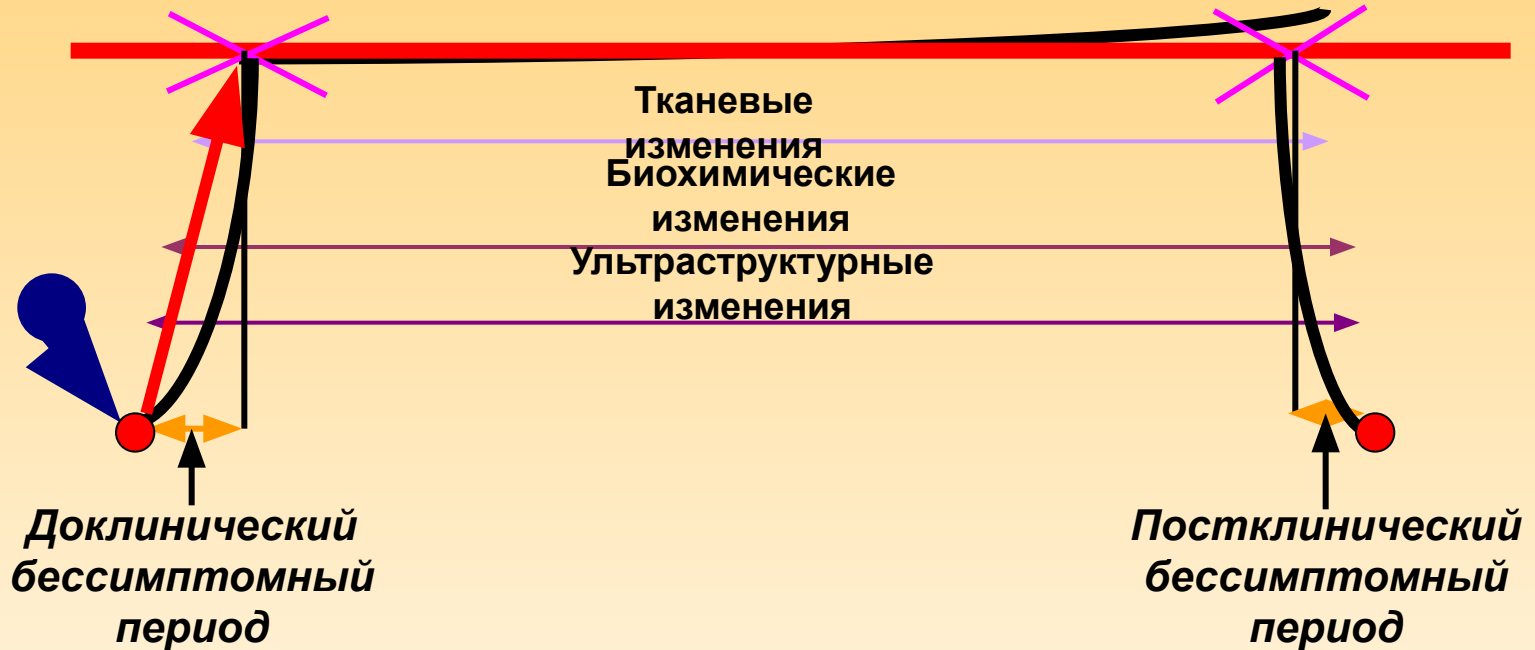 Тканевые
изменения
Биохимические
изменения
Ультраструктурные
изменения
Доклинический
бессимптомный
период
Постклинический
бессимптомный
период